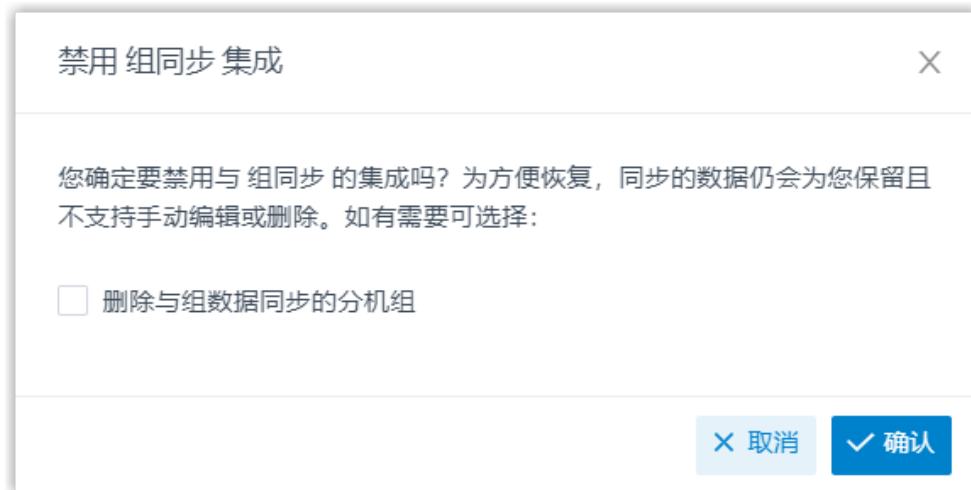 禁用 组同步 集成
您确定要禁用与 组同步 的集成吗？为方便恢复，同步的数据仍会为您保留且
不支持手动编辑或删除。如有需要可选择：
删除与组数据同步的分机组
取消
确认